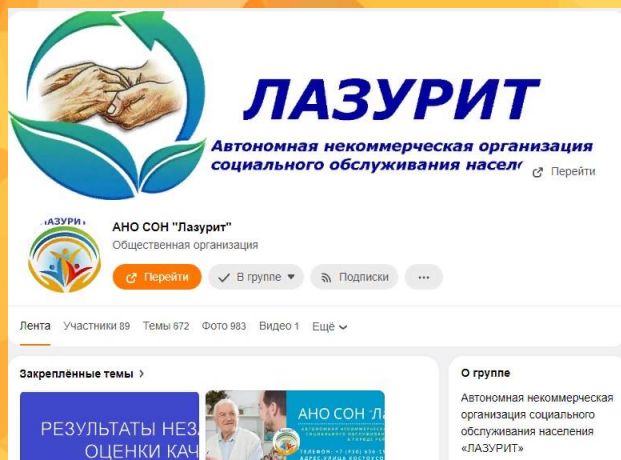 ЛАЗУРИТ
Автономная некоммерческая организация
социального обслуживания населе
Перейти
ЛАЗУРИТ
АНО СОН "Лазурит"
Общественная организация
Перейти
В группе
Подписки
...
Лента Участники 89 Темы 672 Фото 983 Видео 1 Ещё
Закреплённые темы
О группе
РЕЗУЛЬТАТЫ НЕЗ
ОЦЕНКИ КАЧ
АНО СОН "Л
Автономная некоммерческая
организация социального
обслуживания населения
«ЛАЗУРИТ»